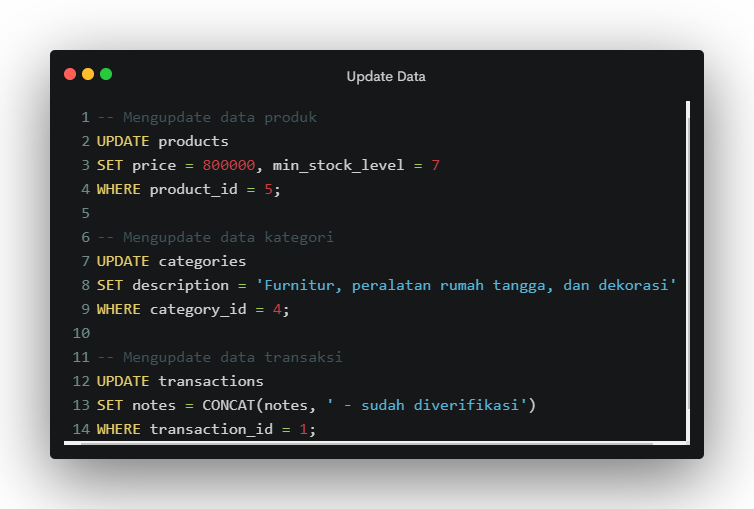 Update Data
1 -- Mengupdate data produk
2 UPDATE products
3 SET price = 800000, min_stock_level = 7
4 WHERE product_id = 5;
5
6 -- Mengupdate data kategori
7 UPDATE categories
8 SET description = 'Furnitur, peralatan rumah tangga, dan dekorasi'
9 WHERE category_id = 4;
10
11 -- Mengupdate data transaksi
12 UPDATE transactions
13 SET notes = CONCAT(notes, ' - sudah diverifikasi')
14 WHERE transaction_id = 1;